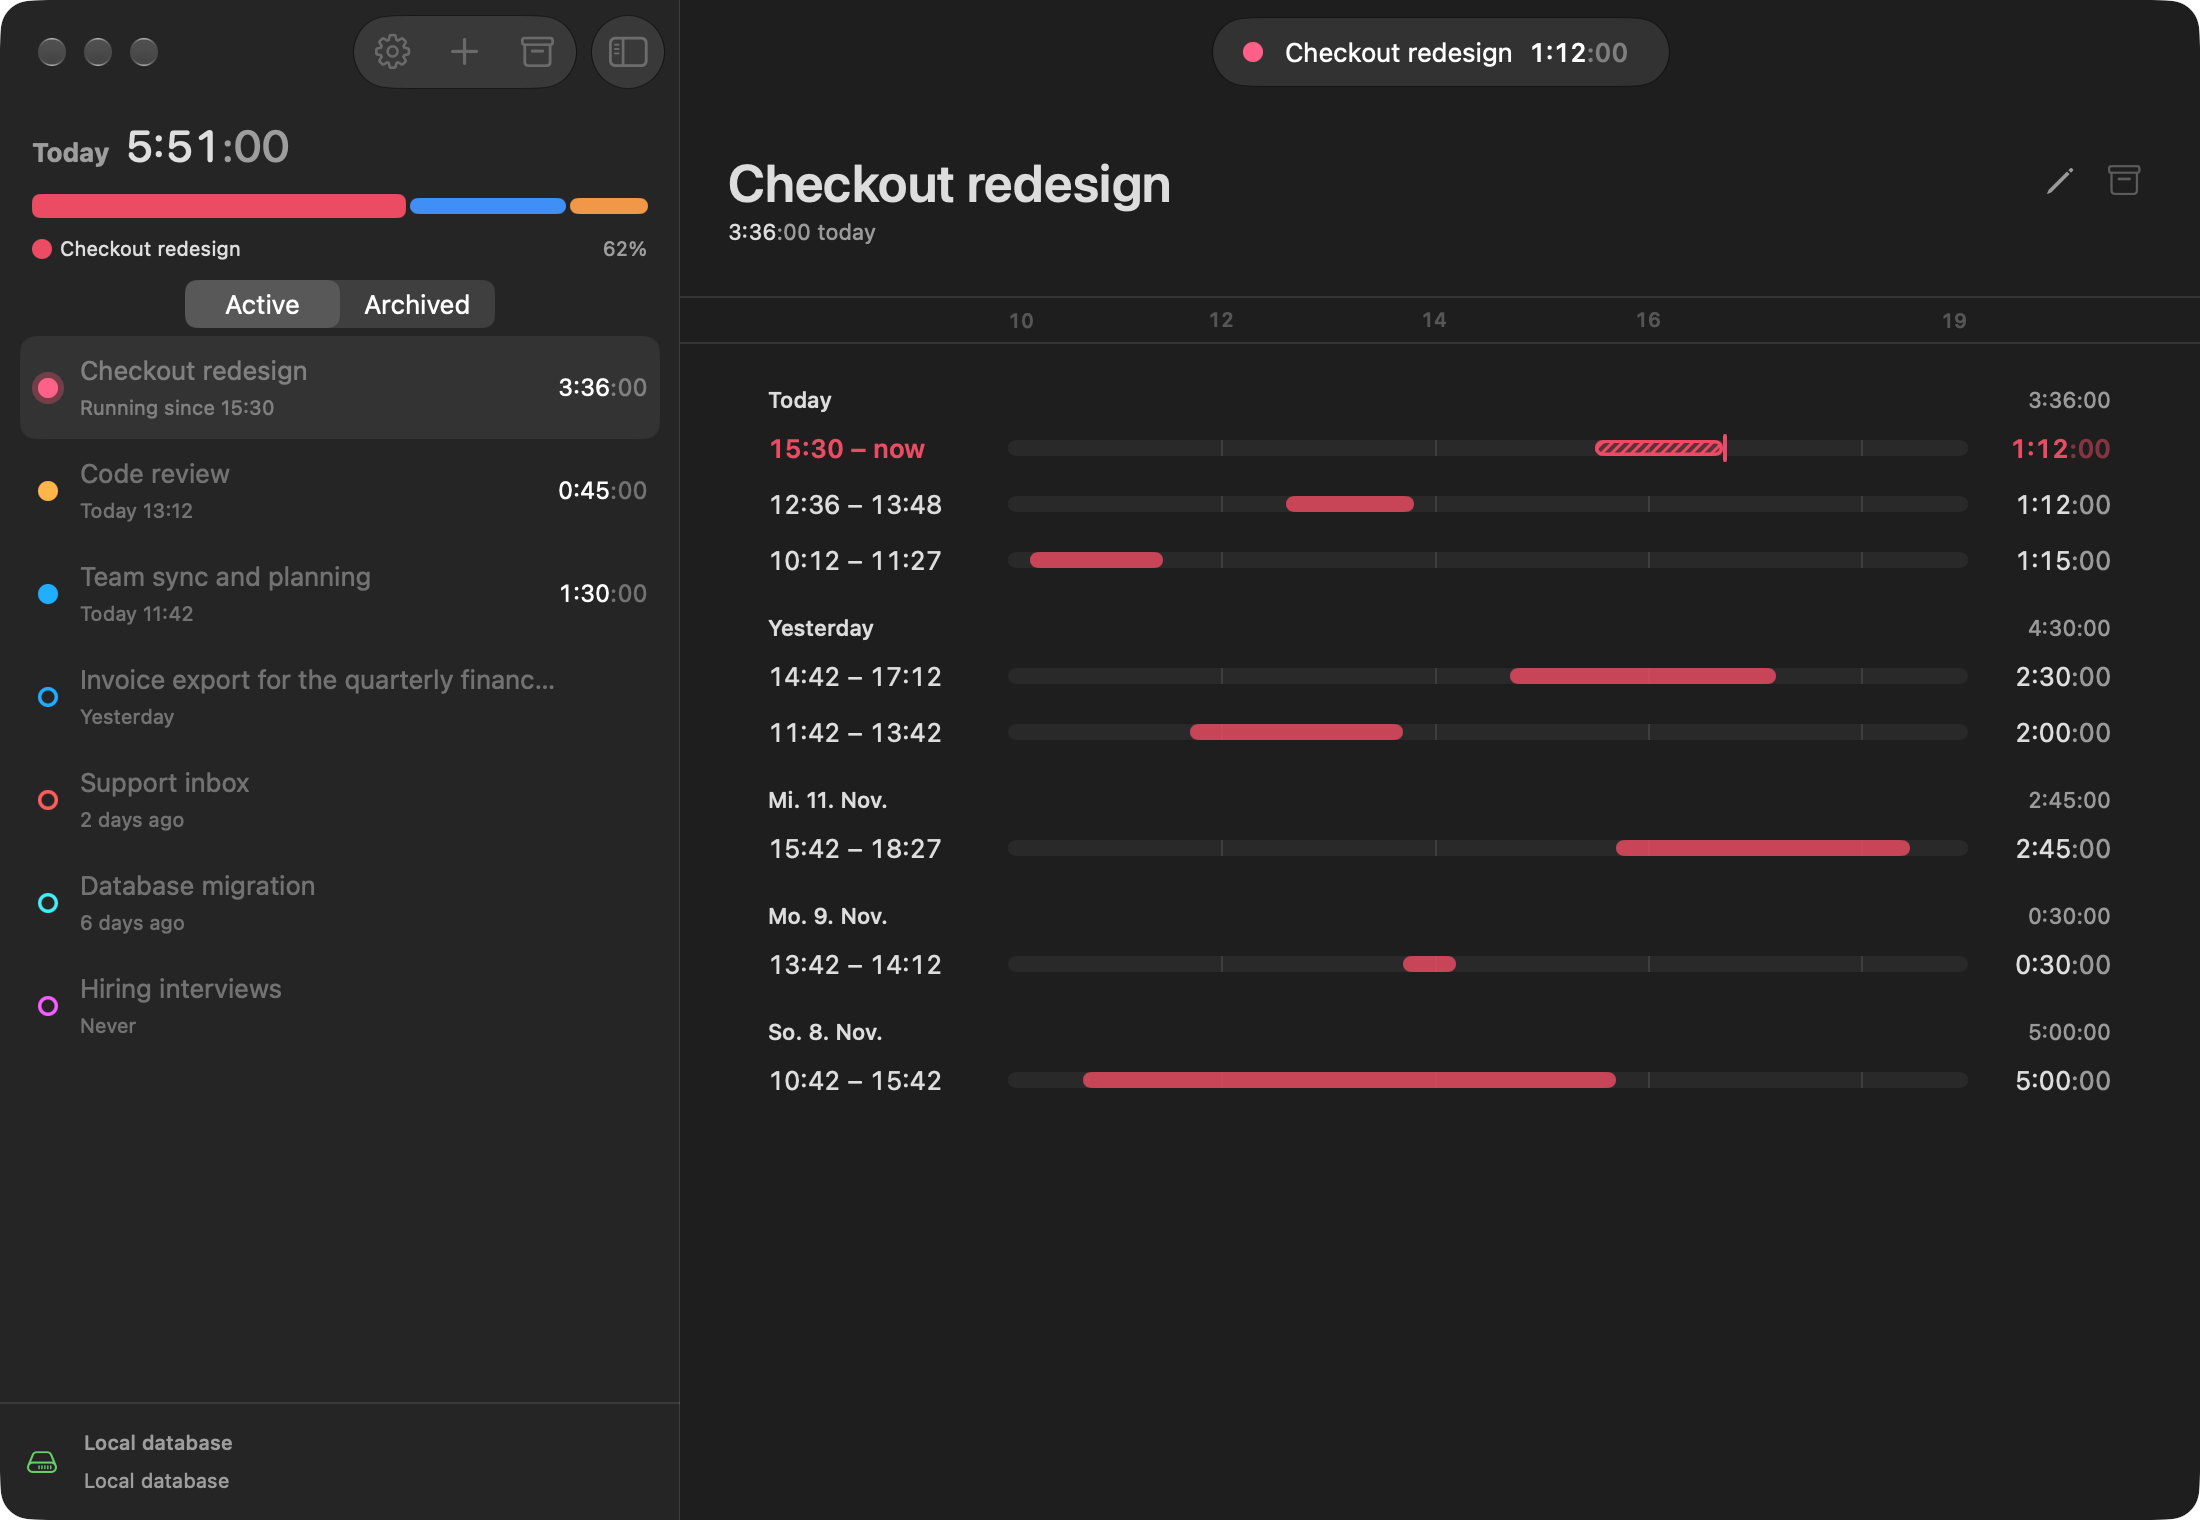 Checkout redesign 1:12:00
Today 5:51:00
Checkout redesign 62%
Active Archived
Checkout redesign 3:36:00
Running since 15:30
Code review 0:45:00
Today 13:12
Team sync and planning 1:30:00
Today 11:42
Invoice export for the quarterly financ...
Yesterday
Support inbox
2 days ago
Database migration
6 days ago
Hiring interviews
Never
Local database
Local database
Checkout redesign
3:36:00 today
10 12 14 16 19
Today 3:36:00
15:30 – now 1:12:00
12:36 – 13:48 1:12:00
10:12 – 11:27 1:15:00
Yesterday 4:30:00
14:42 – 17:12 2:30:00
11:42 – 13:42 2:00:00
Mi. 11. Nov. 2:45:00
15:42 – 18:27 2:45:00
Mo. 9. Nov. 0:30:00
13:42 – 14:12 0:30:00
So. 8. Nov. 5:00:00
10:42 – 15:42 5:00:00